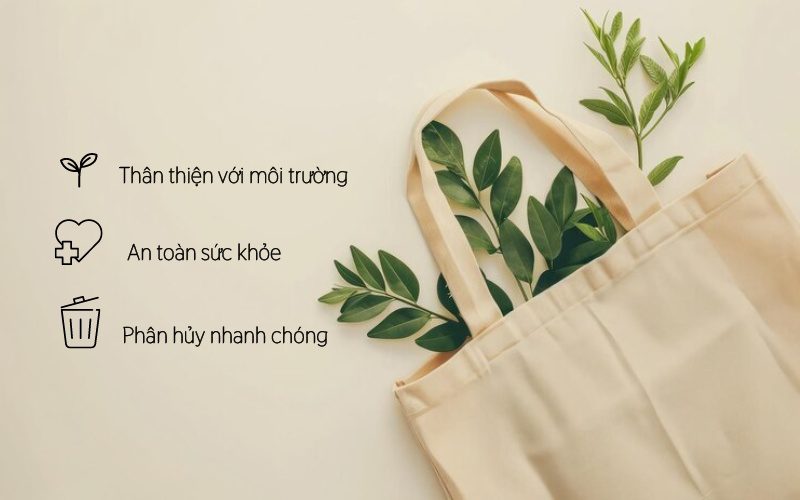 Thân thiện với môi trường
An toàn sức khỏe
Phân hủy nhanh chóng